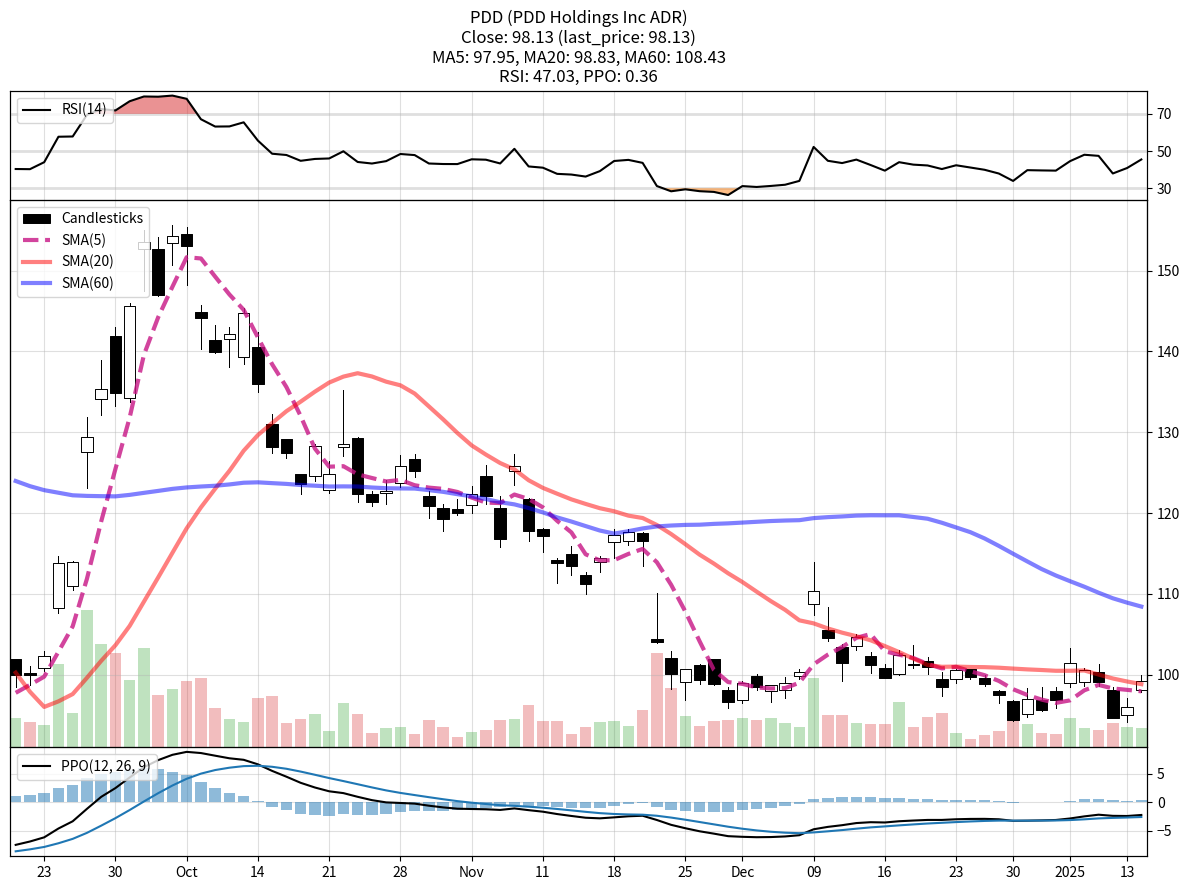 PDD (PDD Holdings Inc ADR)
Close: 98.13 (last_price: 98.13)
MA5: 97.95, MA20: 98.83, MA60: 108.43
RSI: 47.03, PPO: 0.36
RSI(14)
70
50
30
Candlesticks
SMA(5)
SMA(20)
SMA(60)
150
140
130
120
110
100
PPO(12, 26, 9)
5
0
−5
23 30 Oct 14 21 28 Nov 11 18 25 Dec 09 16 23 30 2025 13